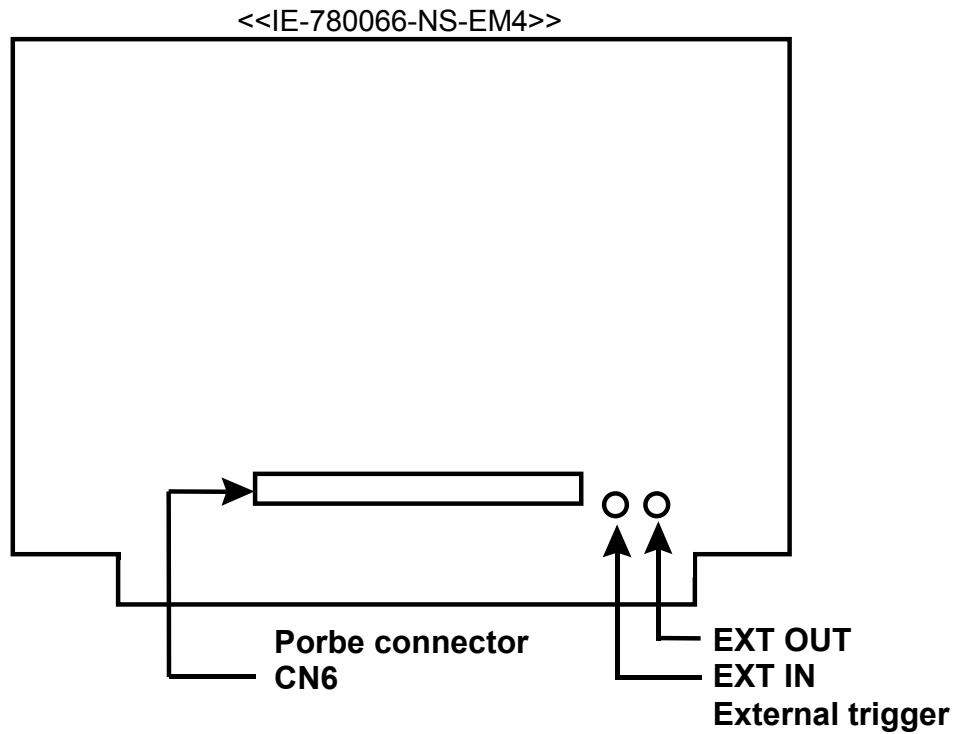 <<IE-780066-NS-EM4>>
Porbe connector
CN6
EXT OUT
EXT IN
External trigger